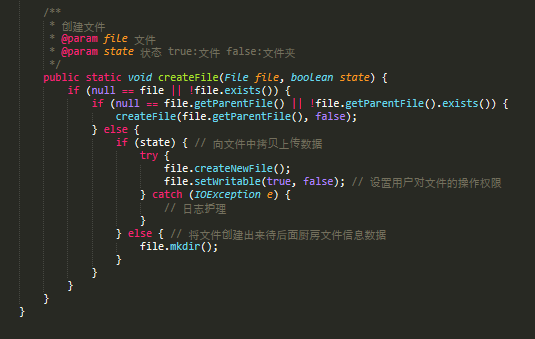 /**
* 创建文件
* @param file 文件
* @param state 状态 true:文件 false:文件夹
*/
public static void createFile(File file, boolean state) {
if (null == file || !file.exists()) {
if (null == file.getParentFile() || !file.getParentFile().exists()) {
createFile(file.getParentFile(), false);
} else {
if (state) { // 向文件中拷贝上传数据
try {
file.createNewFile();
file.setWritable(true, false); // 设置用户对文件的操作权限
} catch (IOException e) {
// 日志护理
}
} else { // 将文件创建出来待后面厨房文件信息数据
file.mkdir();
}
}
}
}
}